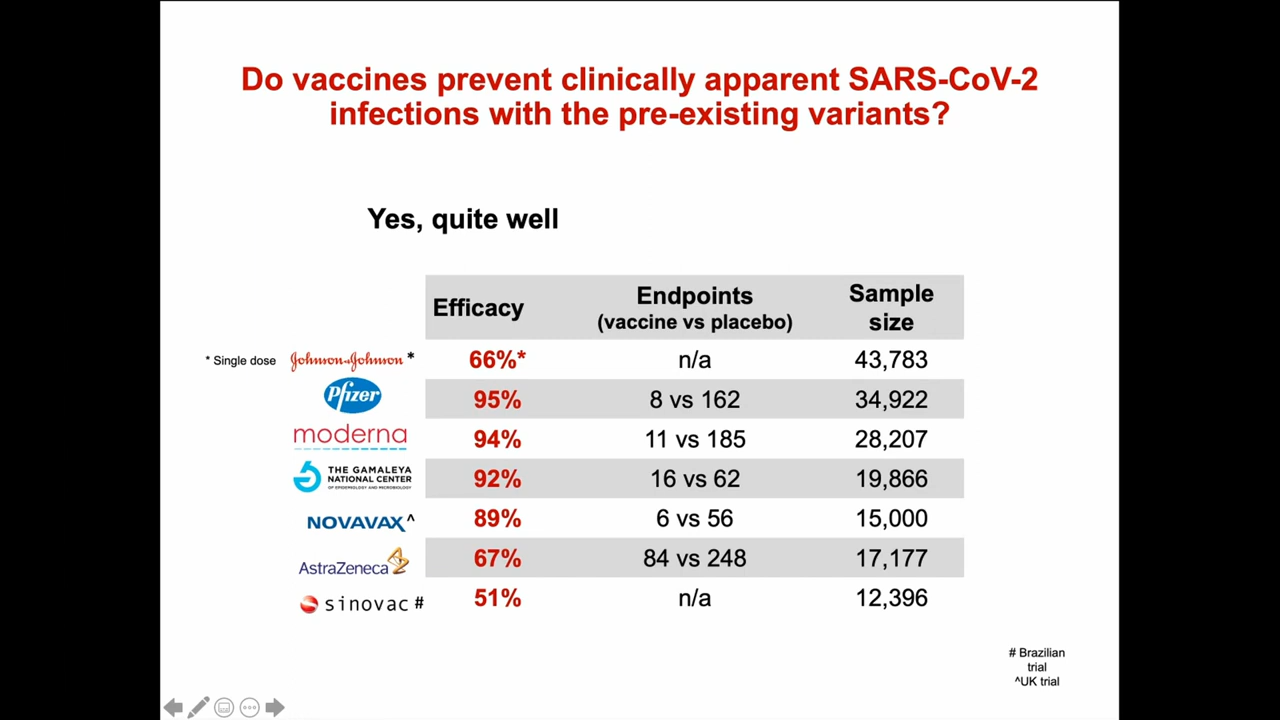 Do vaccines prevent clinically apparent SARS-CoV-2
infections with the pre-existing variants?
Yes, quite well
Efficacy Endpoints (vaccine vs placebo) Sample size
* Single dose Johnson&Johnson * 66%* n/a 43,783
Pfizer 95% 8 vs 162 34,922
moderna 94% 11 vs 185 28,207
THE GAMALEYA NATIONAL CENTER OF EPIDEMIOLOGY AND MICROBIOLOGY 92% 16 vs 62 19,866
NOVAVAX^ 89% 6 vs 56 15,000
AstraZeneca 67% 84 vs 248 17,177
sinovac# 51% n/a 12,396
# Brazilian
trial
^UK trial